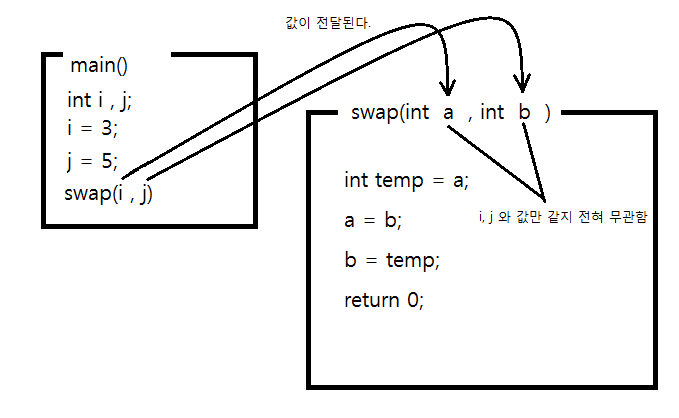 값이 전달된다.
main()
int i , j;
i = 3;
j = 5;
swap(i , j)
swap(int a , int b )
int temp = a;
a = b;
b = temp;
return 0;
i, j 와 값만 같지 전혀 무관함